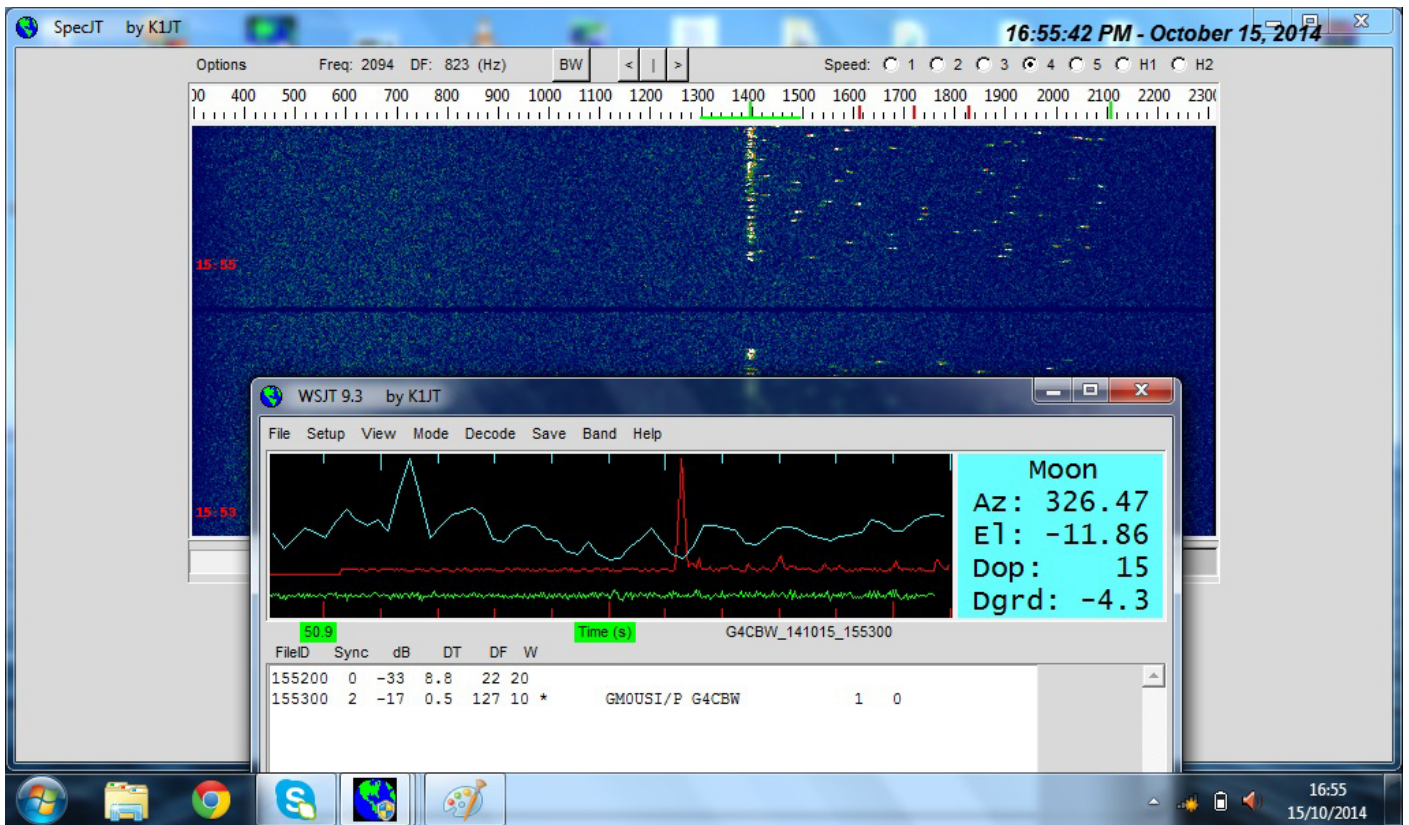 SpecJT by K1JT
16:55:42 PM - October 15, 2014
Options Freq: 2094 DF: 823 (Hz) BW < | > Speed: 1 2 3 4 5 H1 H2
)0 400 500 600 700 800 900 1000 1100 1200 1300 1400 1500 1600 1700 1800 1900 2000 2100 2200 230(
15:55
15:53
WSJT 9.3 by K1JT
File Setup View Mode Decode Save Band Help
Moon
Az: 326.47
El: -11.86
Dop: 15
Dgrd: -4.3
50.9 Time (s) G4CBW_141015_155300
FileID Sync dB DT DF W
155200 0 -33 8.8 22 20
155300 2 -17 0.5 127 10 * GM0USI/P G4CBW 1 0
16:55
15/10/2014